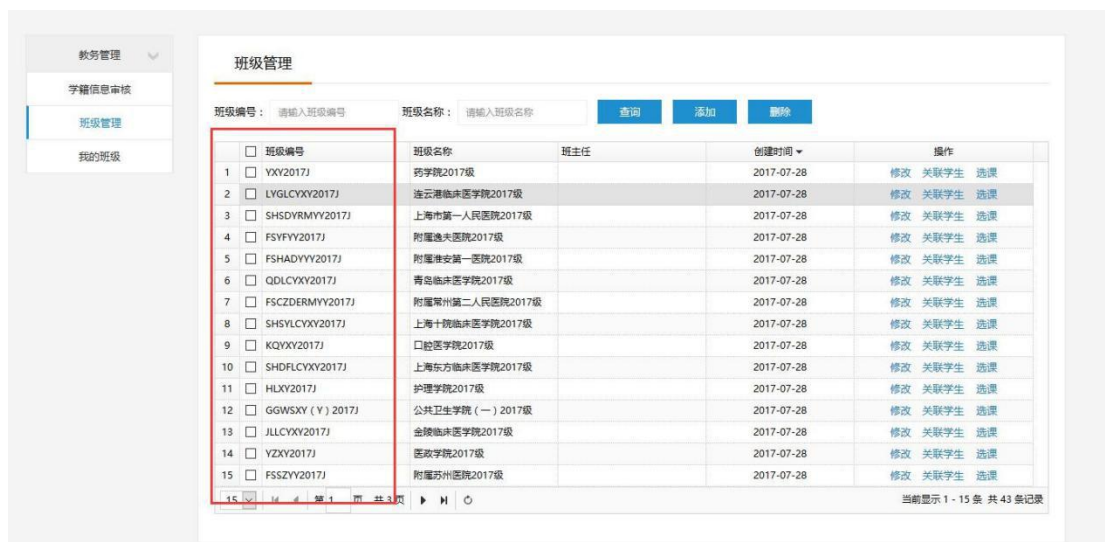 教务管理
学籍信息审核
班级管理
我的班级
班级管理
班级编号： 请输入班级编号 班级名称： 请输入班级名称 查询 添加 删除
班级编号 班级名称 班主任 创建时间 操作
1 YXY2017J 药学院2017级 2017-07-28 修改 关联学生 选课
2 LYGLCYXY2017J 连云港临床医学院2017级 2017-07-28 修改 关联学生 选课
3 SHSDYRMYY2017J 上海市第一人民医院2017级 2017-07-28 修改 关联学生 选课
4 FSYFYY2017J 附属逸夫医院2017级 2017-07-28 修改 关联学生 选课
5 FSHADYYY2017J 附属淮安第一医院2017级 2017-07-28 修改 关联学生 选课
6 QDLCYXY2017J 青岛临床医学院2017级 2017-07-28 修改 关联学生 选课
7 FSCZDERMYY2017J 附属常州第二人民医院2017级 2017-07-28 修改 关联学生 选课
8 SHSYLCYXY2017J 上海十院临床医学院2017级 2017-07-28 修改 关联学生 选课
9 KQYXY2017J 口腔医学院2017级 2017-07-28 修改 关联学生 选课
10 SHDFLCYXY2017J 上海东方临床医学院2017级 2017-07-28 修改 关联学生 选课
11 HLXY2017J 护理学院2017级 2017-07-28 修改 关联学生 选课
12 GGWSXY（Y）2017J 公共卫生学院（一）2017级 2017-07-28 修改 关联学生 选课
13 JLLCYXY2017J 金陵临床医学院2017级 2017-07-28 修改 关联学生 选课
14 YZXY2017J 医政学院2017级 2017-07-28 修改 关联学生 选课
15 FSSZYY2017J 附属苏州医院2017级 2017-07-28 修改 关联学生 选课
15 第 1 页 共 3 页 当前显示 1 - 15 条 共 43 条记录